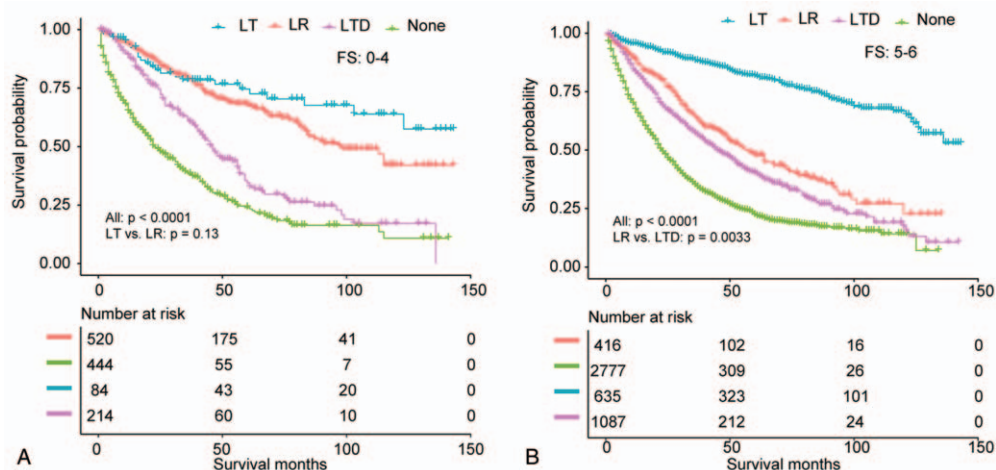 LT LR LTD None
FS: 0-4
Survival probability
1.00
0.75
0.50
0.25
0.00
All: p < 0.0001
LT vs. LR: p = 0.13
0 50 100 150
Number at risk
520 175 41 0
444 55 7 0
84 43 20 0
214 60 10 0
0 50 100 150
Survival months
A
LT LR LTD None
FS: 5-6
Survival probability
1.00
0.75
0.50
0.25
0.00
All: p < 0.0001
LR vs. LTD: p = 0.0033
0 50 100 150
Number at risk
416 102 16 0
2777 309 26 0
635 323 101 0
1087 212 24 0
0 50 100 150
Survival months
B